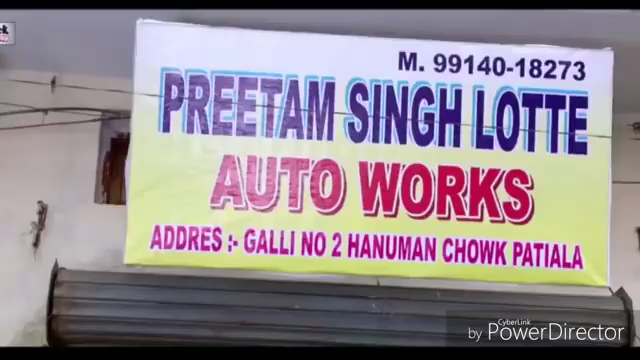 M. 99140-18273
PREETAM SINGH LOTTE
AUTO WORKS
ADDRES :- GALLI NO 2 HANUMAN CHOWK PATIALA
CyberLink
by PowerDirector